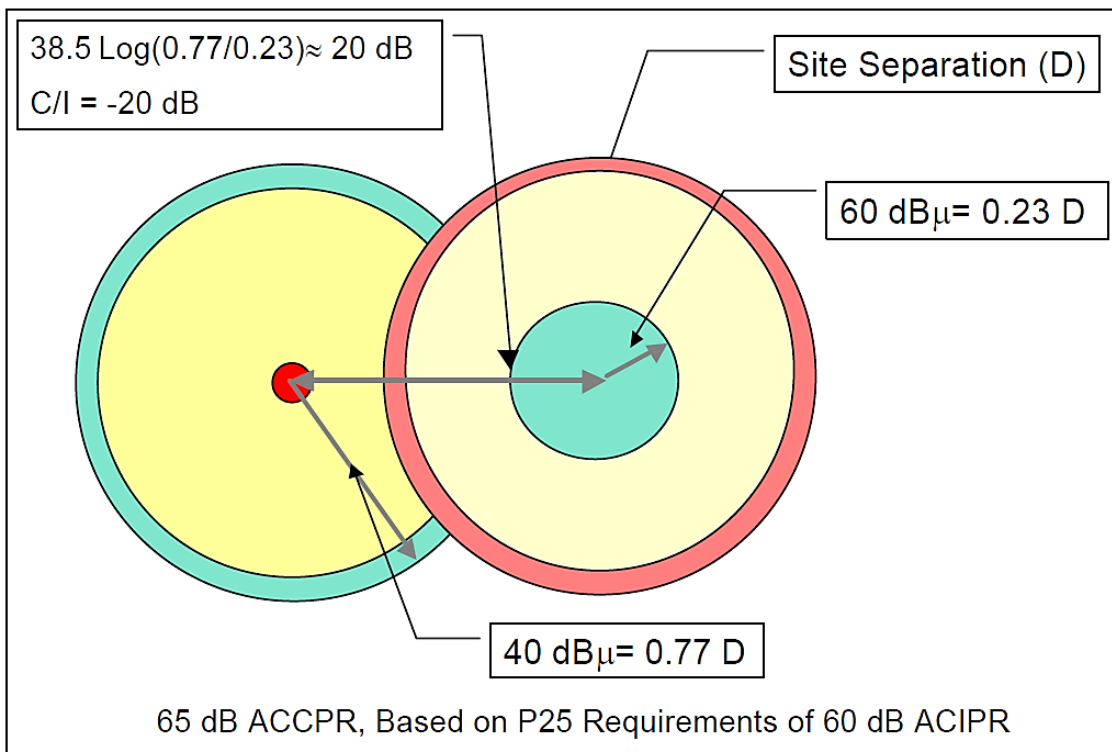 38.5 Log(0.77/0.23)≈ 20 dB
C/I = -20 dB
Site Separation (D)
60 dBμ= 0.23 D
40 dBμ= 0.77 D
65 dB ACCPR, Based on P25 Requirements of 60 dB ACIPR